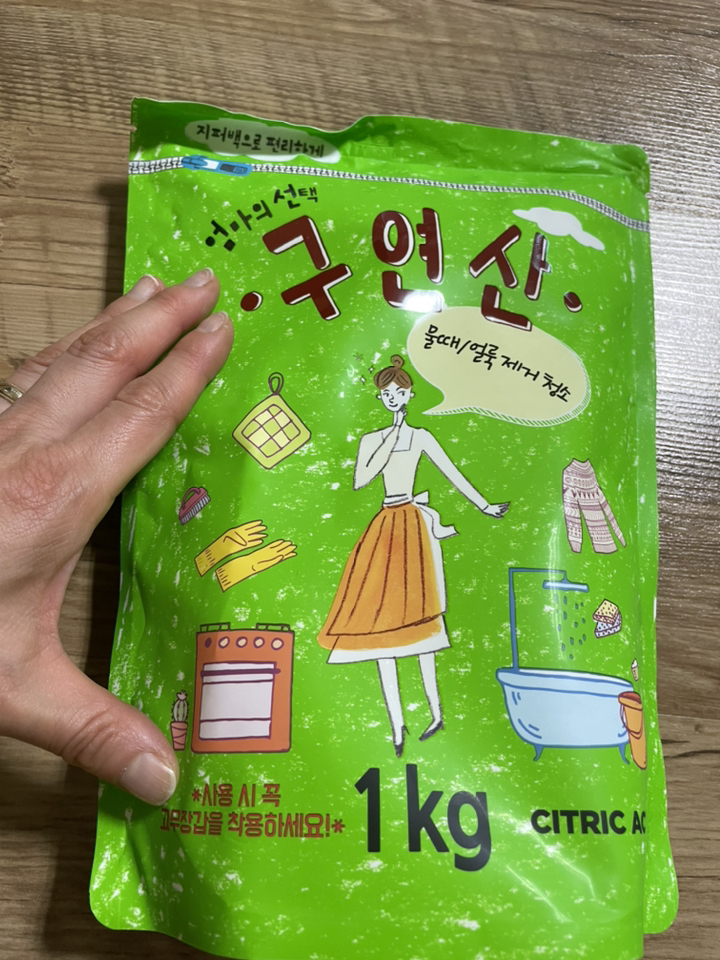 지퍼백으로 편리하게
엄마의 선택
구연산
물때/얼룩 제거 청소
*사용 시 꼭
고무장갑을 착용하세요!*
1kg
CITRIC AC